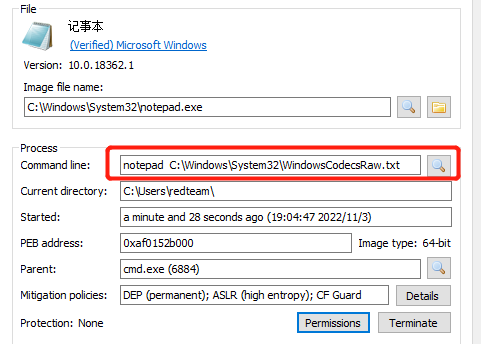 File
记事本
(Verified) Microsoft Windows
Version: 10.0.18362.1
Image file name:
C:\Windows\System32\notepad.exe
Process
Command line: notepad C:\Windows\System32\WindowsCodecsRaw.txt
Current directory: C:\Users\redteam\
Started: a minute and 28 seconds ago (19:04:47 2022/11/3)
PEB address: 0xaf0152b000 Image type: 64-bit
Parent: cmd.exe (6884)
Mitigation policies: DEP (permanent); ASLR (high entropy); CF Guard Details
Protection: None Permissions Terminate